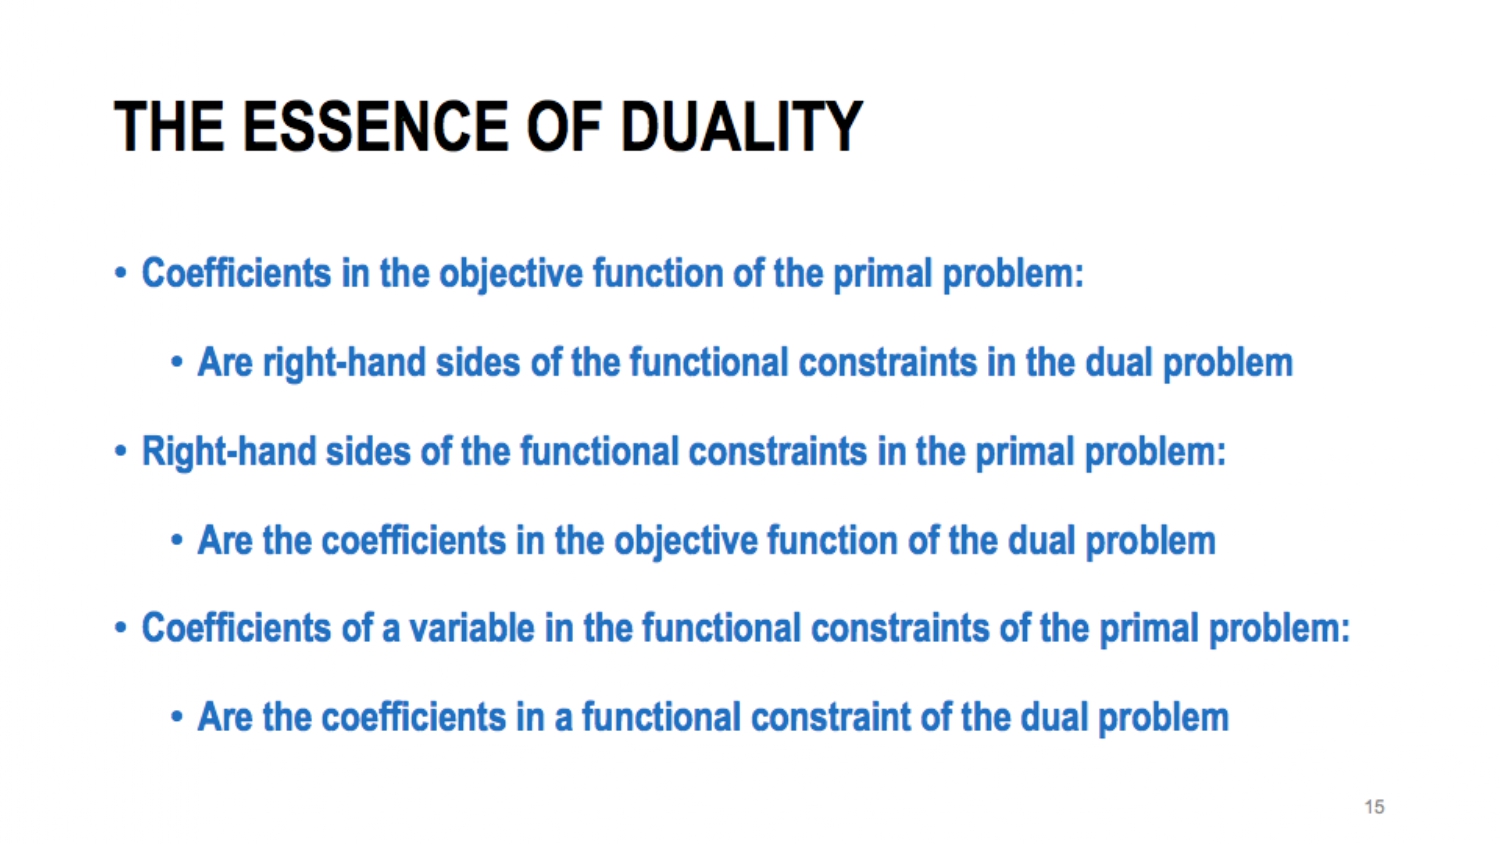 THE ESSENCE OF DUALITY
• Coefficients in the objective function of the primal problem:
• Are right-hand sides of the functional constraints in the dual problem
• Right-hand sides of the functional constraints in the primal problem:
• Are the coefficients in the objective function of the dual problem
• Coefficients of a variable in the functional constraints of the primal problem:
• Are the coefficients in a functional constraint of the dual problem
15